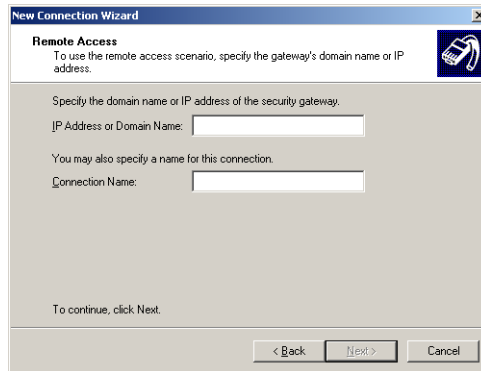 New Connection Wizard
Remote Access
To use the remote access scenario, specify the gateway's domain name or IP
address.
Specify the domain name or IP address of the security gateway.
IP Address or Domain Name:
You may also specify a name for this connection.
Connection Name:
To continue, click Next.
< Back Next > Cancel